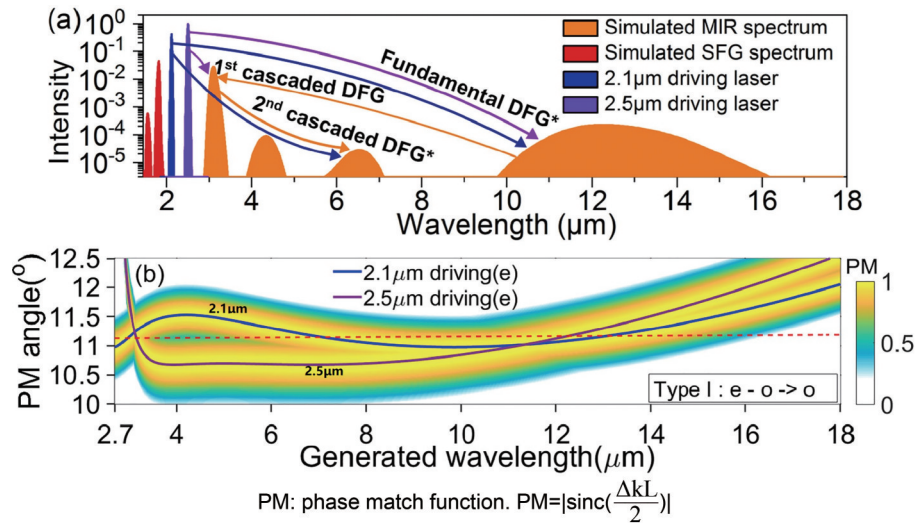 (a)
Simulated MIR spectrum
Simulated SFG spectrum
2.1μm driving laser
2.5μm driving laser
Fundamental DFG*
1st cascaded DFG
2nd cascaded DFG*
Intensity
10⁰
10⁻¹
10⁻²
10⁻³
10⁻⁴
10⁻⁵
2 4 6 8 10 12 14 16 18
Wavelength (μm)
(b)
2.1μm driving(e)
2.5μm driving(e)
2.1μm
2.5μm
PM angle(°)
12.5
12
11.5
11
10.5
10
Type I : e - o -> o
PM
1
0.5
0
2.7 4 6 8 10 12 14 16 18
Generated wavelength(μm)
PM: phase match function. PM=|sinc(ΔkL/2)|